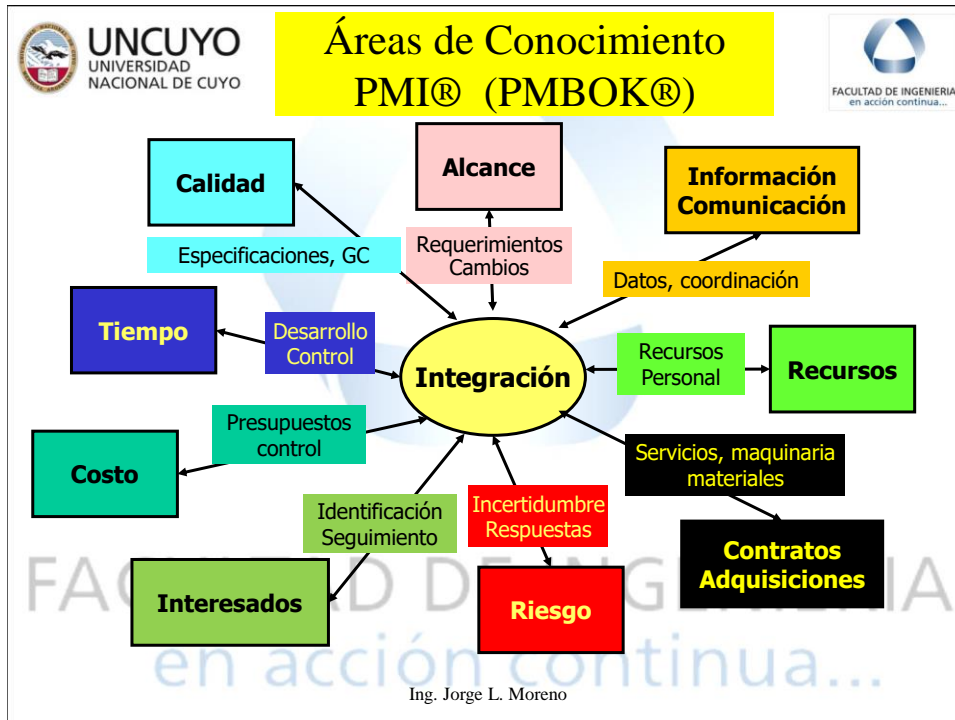 UNCUYO
UNIVERSIDAD
NACIONAL DE CUYO
Áreas de Conocimiento
PMI® (PMBOK®)
FACULTAD DE INGENIERIA
en acción continua...
Calidad
Alcance
Información
Comunicación
Especificaciones, GC
Requerimientos
Cambios
Datos, coordinación
Tiempo
Desarrollo
Control
Integración
Recursos
Personal
Recursos
Presupuestos
control
Costo
Servicios, maquinaria
materiales
Identificación
Seguimiento
Incertidumbre
Respuestas
Contratos
Adquisiciones
Interesados
Riesgo
FACULTAD DE INGENIERIA
en acción continua...
Ing. Jorge L. Moreno